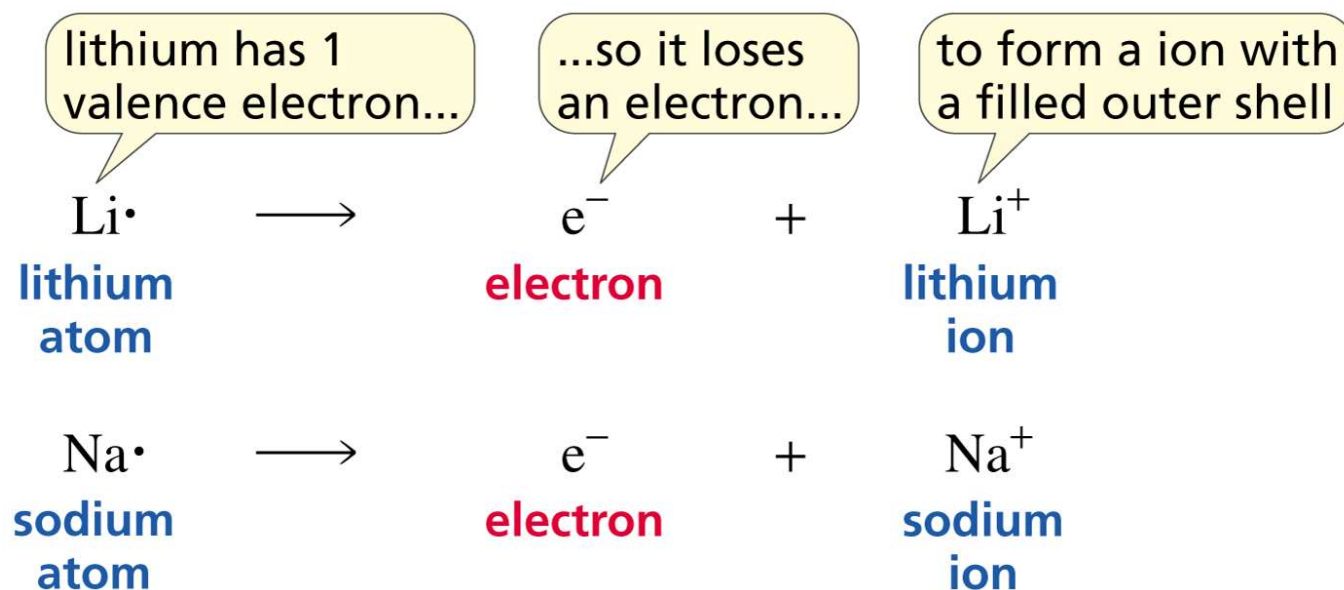 lithium has 1
valence electron...
...so it loses
an electron...
to form a ion with
a filled outer shell
Li• ⟶ e⁻ + Li⁺
lithium
atom
electron
lithium
ion
Na• ⟶ e⁻ + Na⁺
sodium
atom
electron
sodium
ion